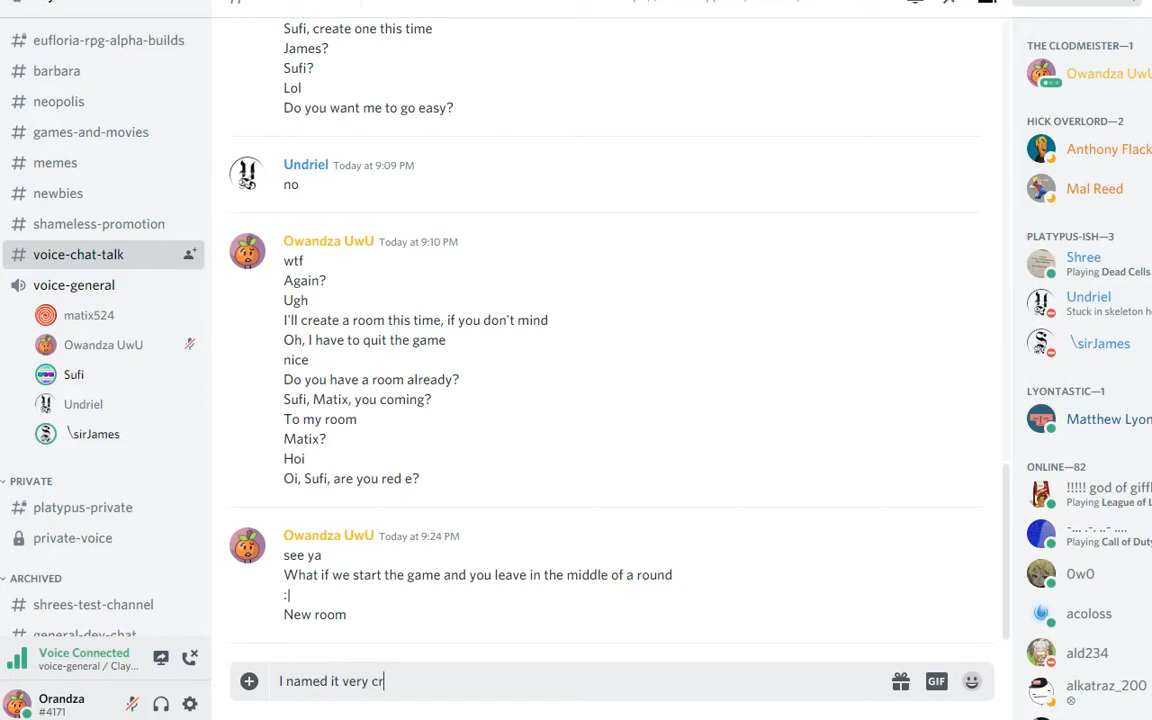 eufloria-rpg-alpha-builds
barbara
neopolis
games-and-movies
memes
newbies
shameless-promotion
voice-chat-talk
voice-general
matix524
Owandza UwU
Sufi
Undriel
\sirJames
PRIVATE
platypus-private
private-voice
ARCHIVED
shrees-test-channel
general-dev-chat
Voice Connected
voice-general / Clay...
Orandza
#4171
Sufi, create one this time
James?
Sufi?
Lol
Do you want me to go easy?
Undriel Today at 9:09 PM
no
Owandza UwU Today at 9:10 PM
wtf
Again?
Ugh
I'll create a room this time, if you don't mind
Oh, I have to quit the game
nice
Do you have a room already?
Sufi, Matix, you coming?
To my room
Matix?
Hoi
Oi, Sufi, are you red e?
Owandza UwU Today at 9:24 PM
see ya
What if we start the game and you leave in the middle of a round
:|
New room
I named it very cr
GIF
THE CLODMEISTER—1
Owandza UwU
HICK OVERLORD—2
Anthony Flack
Mal Reed
PLATYPUS-ISH—3
Shree
Playing Dead Cells
Undriel
Stuck in skeleton h
\sirJames
LYONTASTIC—1
Matthew Lyon
ONLINE—82
!!!!! god of giffl
Playing League of L
-... .-. ..- ....
Playing Call of Duty
0w0
acoloss
ald234
alkatraz_200